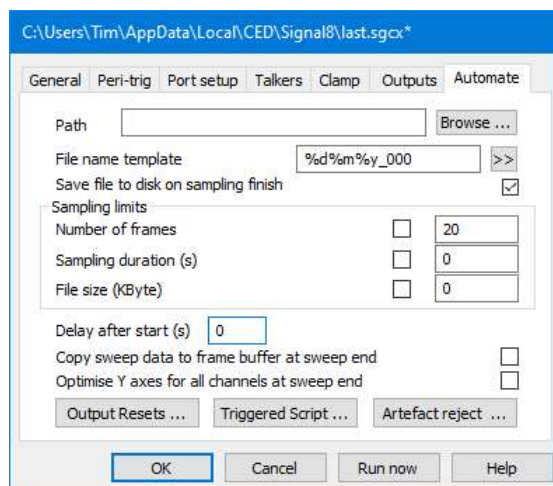 C:\Users\Tim\AppData\Local\CED\Signal8\last.sgcx*
General Peri-trig Port setup Talkers Clamp Outputs Automate
Path Browse ...
File name template %d%m%y_000 >>
Save file to disk on sampling finish
Sampling limits
Number of frames 20
Sampling duration (s) 0
File size (KByte) 0
Delay after start (s) 0
Copy sweep data to frame buffer at sweep end
Optimise Y axes for all channels at sweep end
Output Resets ... Triggered Script ... Artefact reject ...
OK Cancel Run now Help